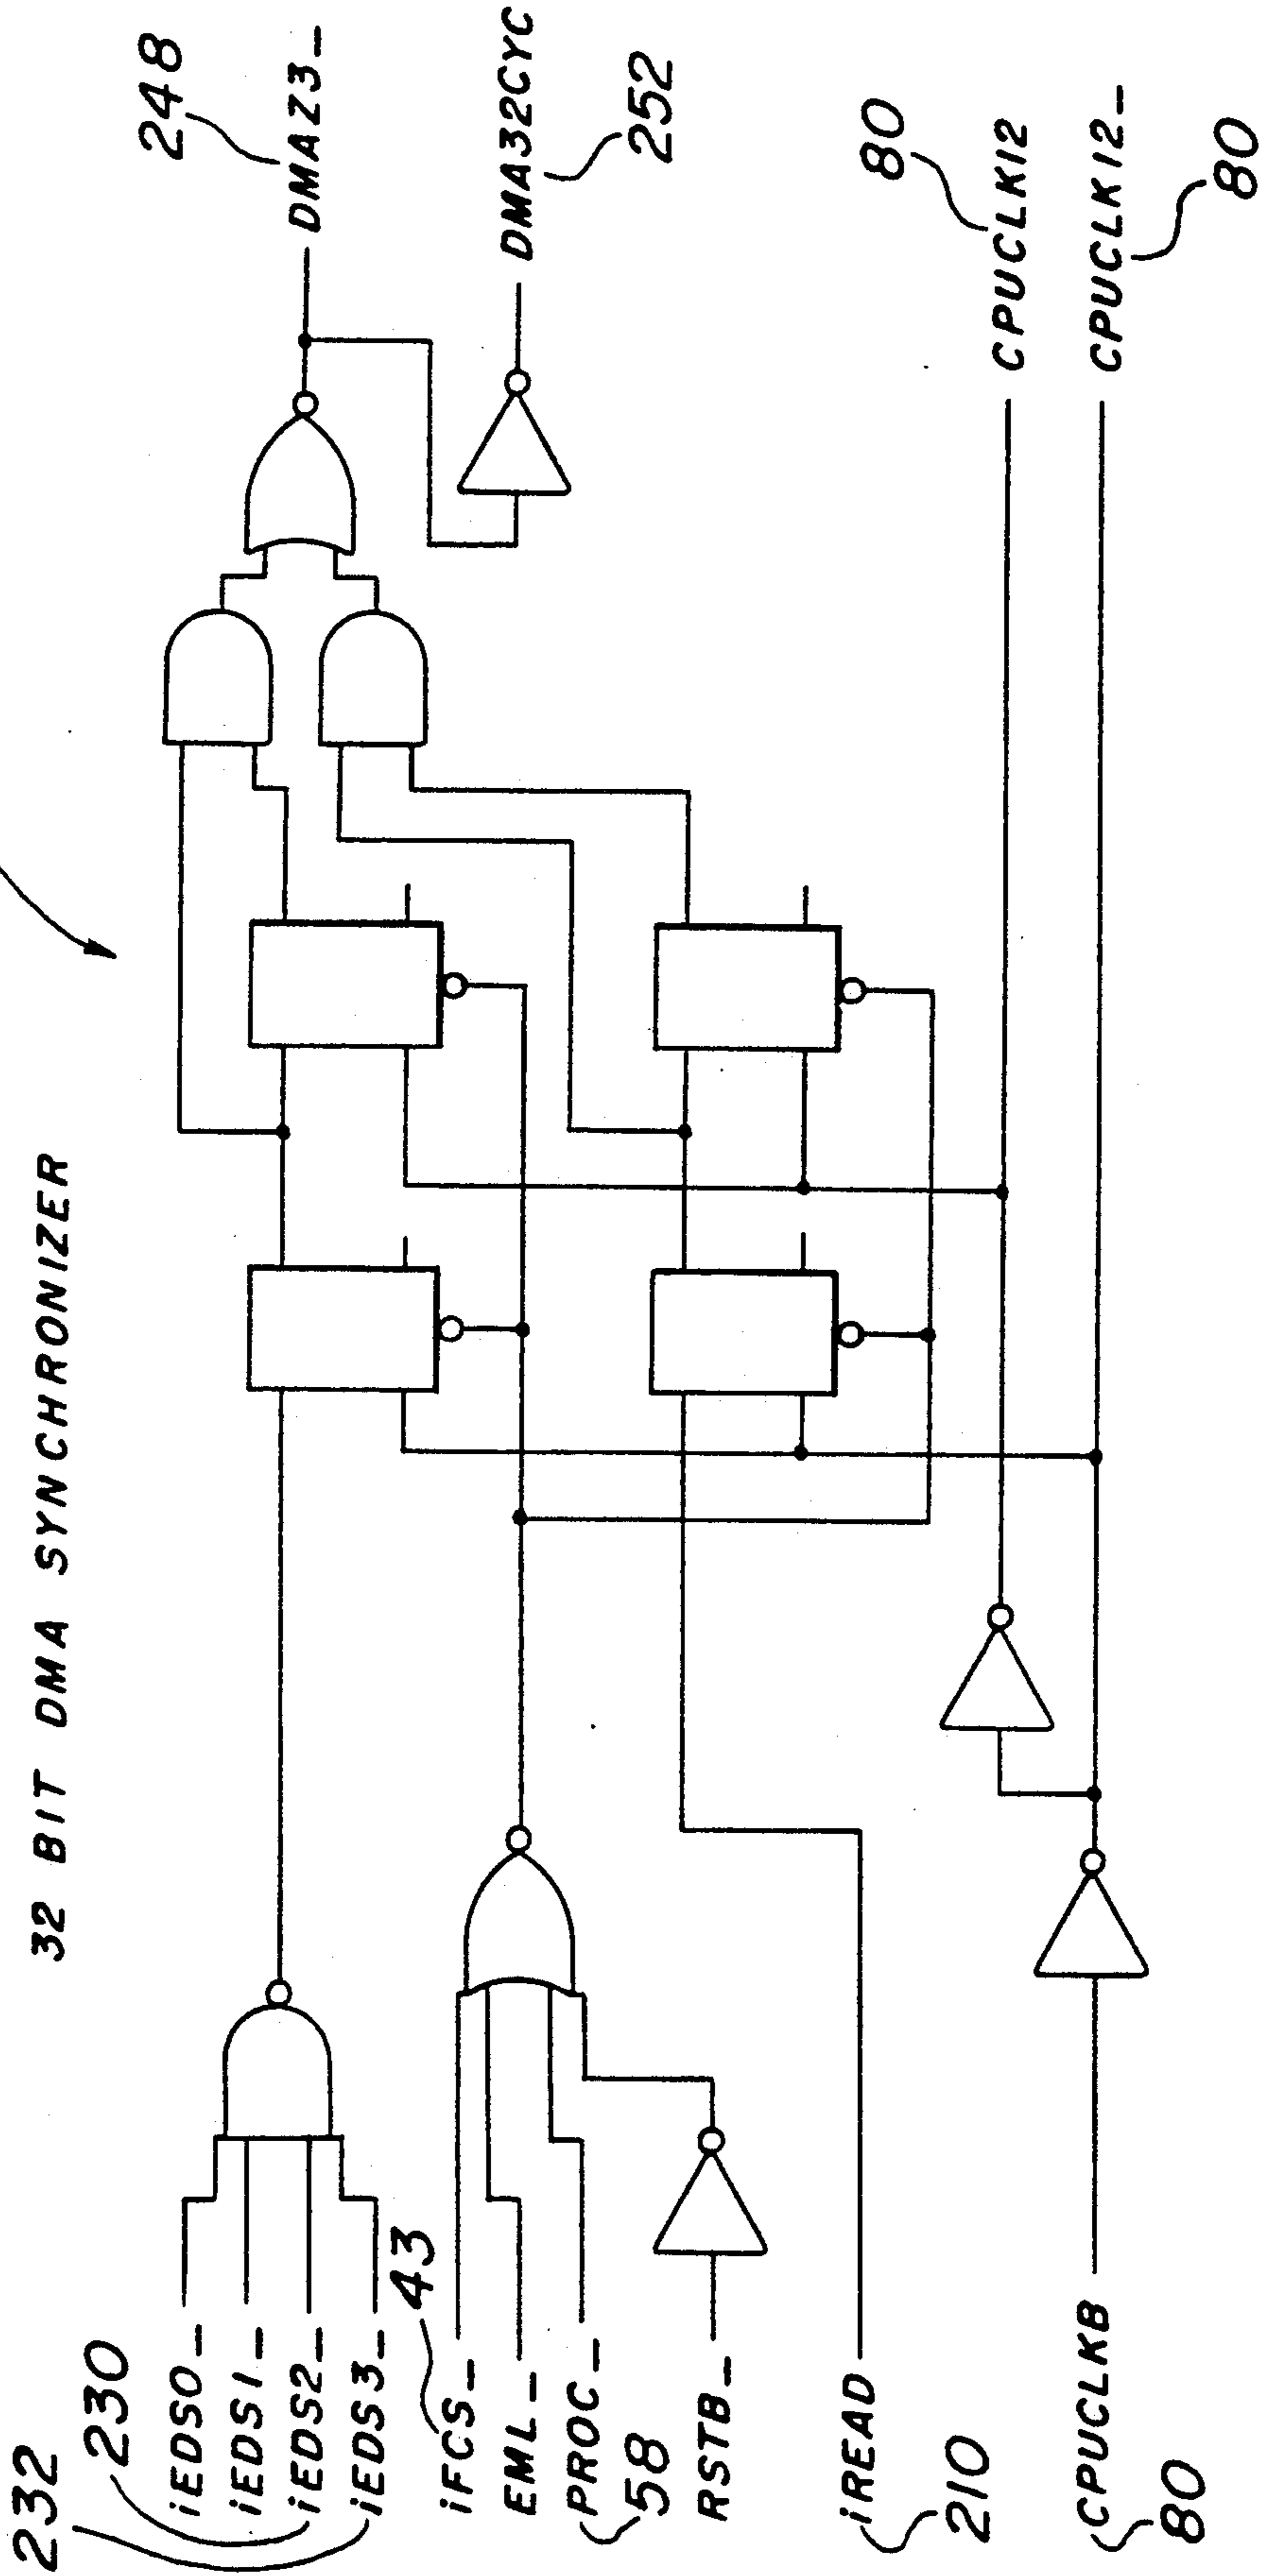 32 BIT DMA SYNCHRONIZER
232
230
iEDS0_
iEDS1_
iEDS2_
iEDS3_
43
iFCS_
EML_
PROC_
58
RSTB_
iREAD
210
CPUCLKB
80
248
DMAZ3_
DMA32CYC
252
80
CPUCLK12
CPUCLK12_
80